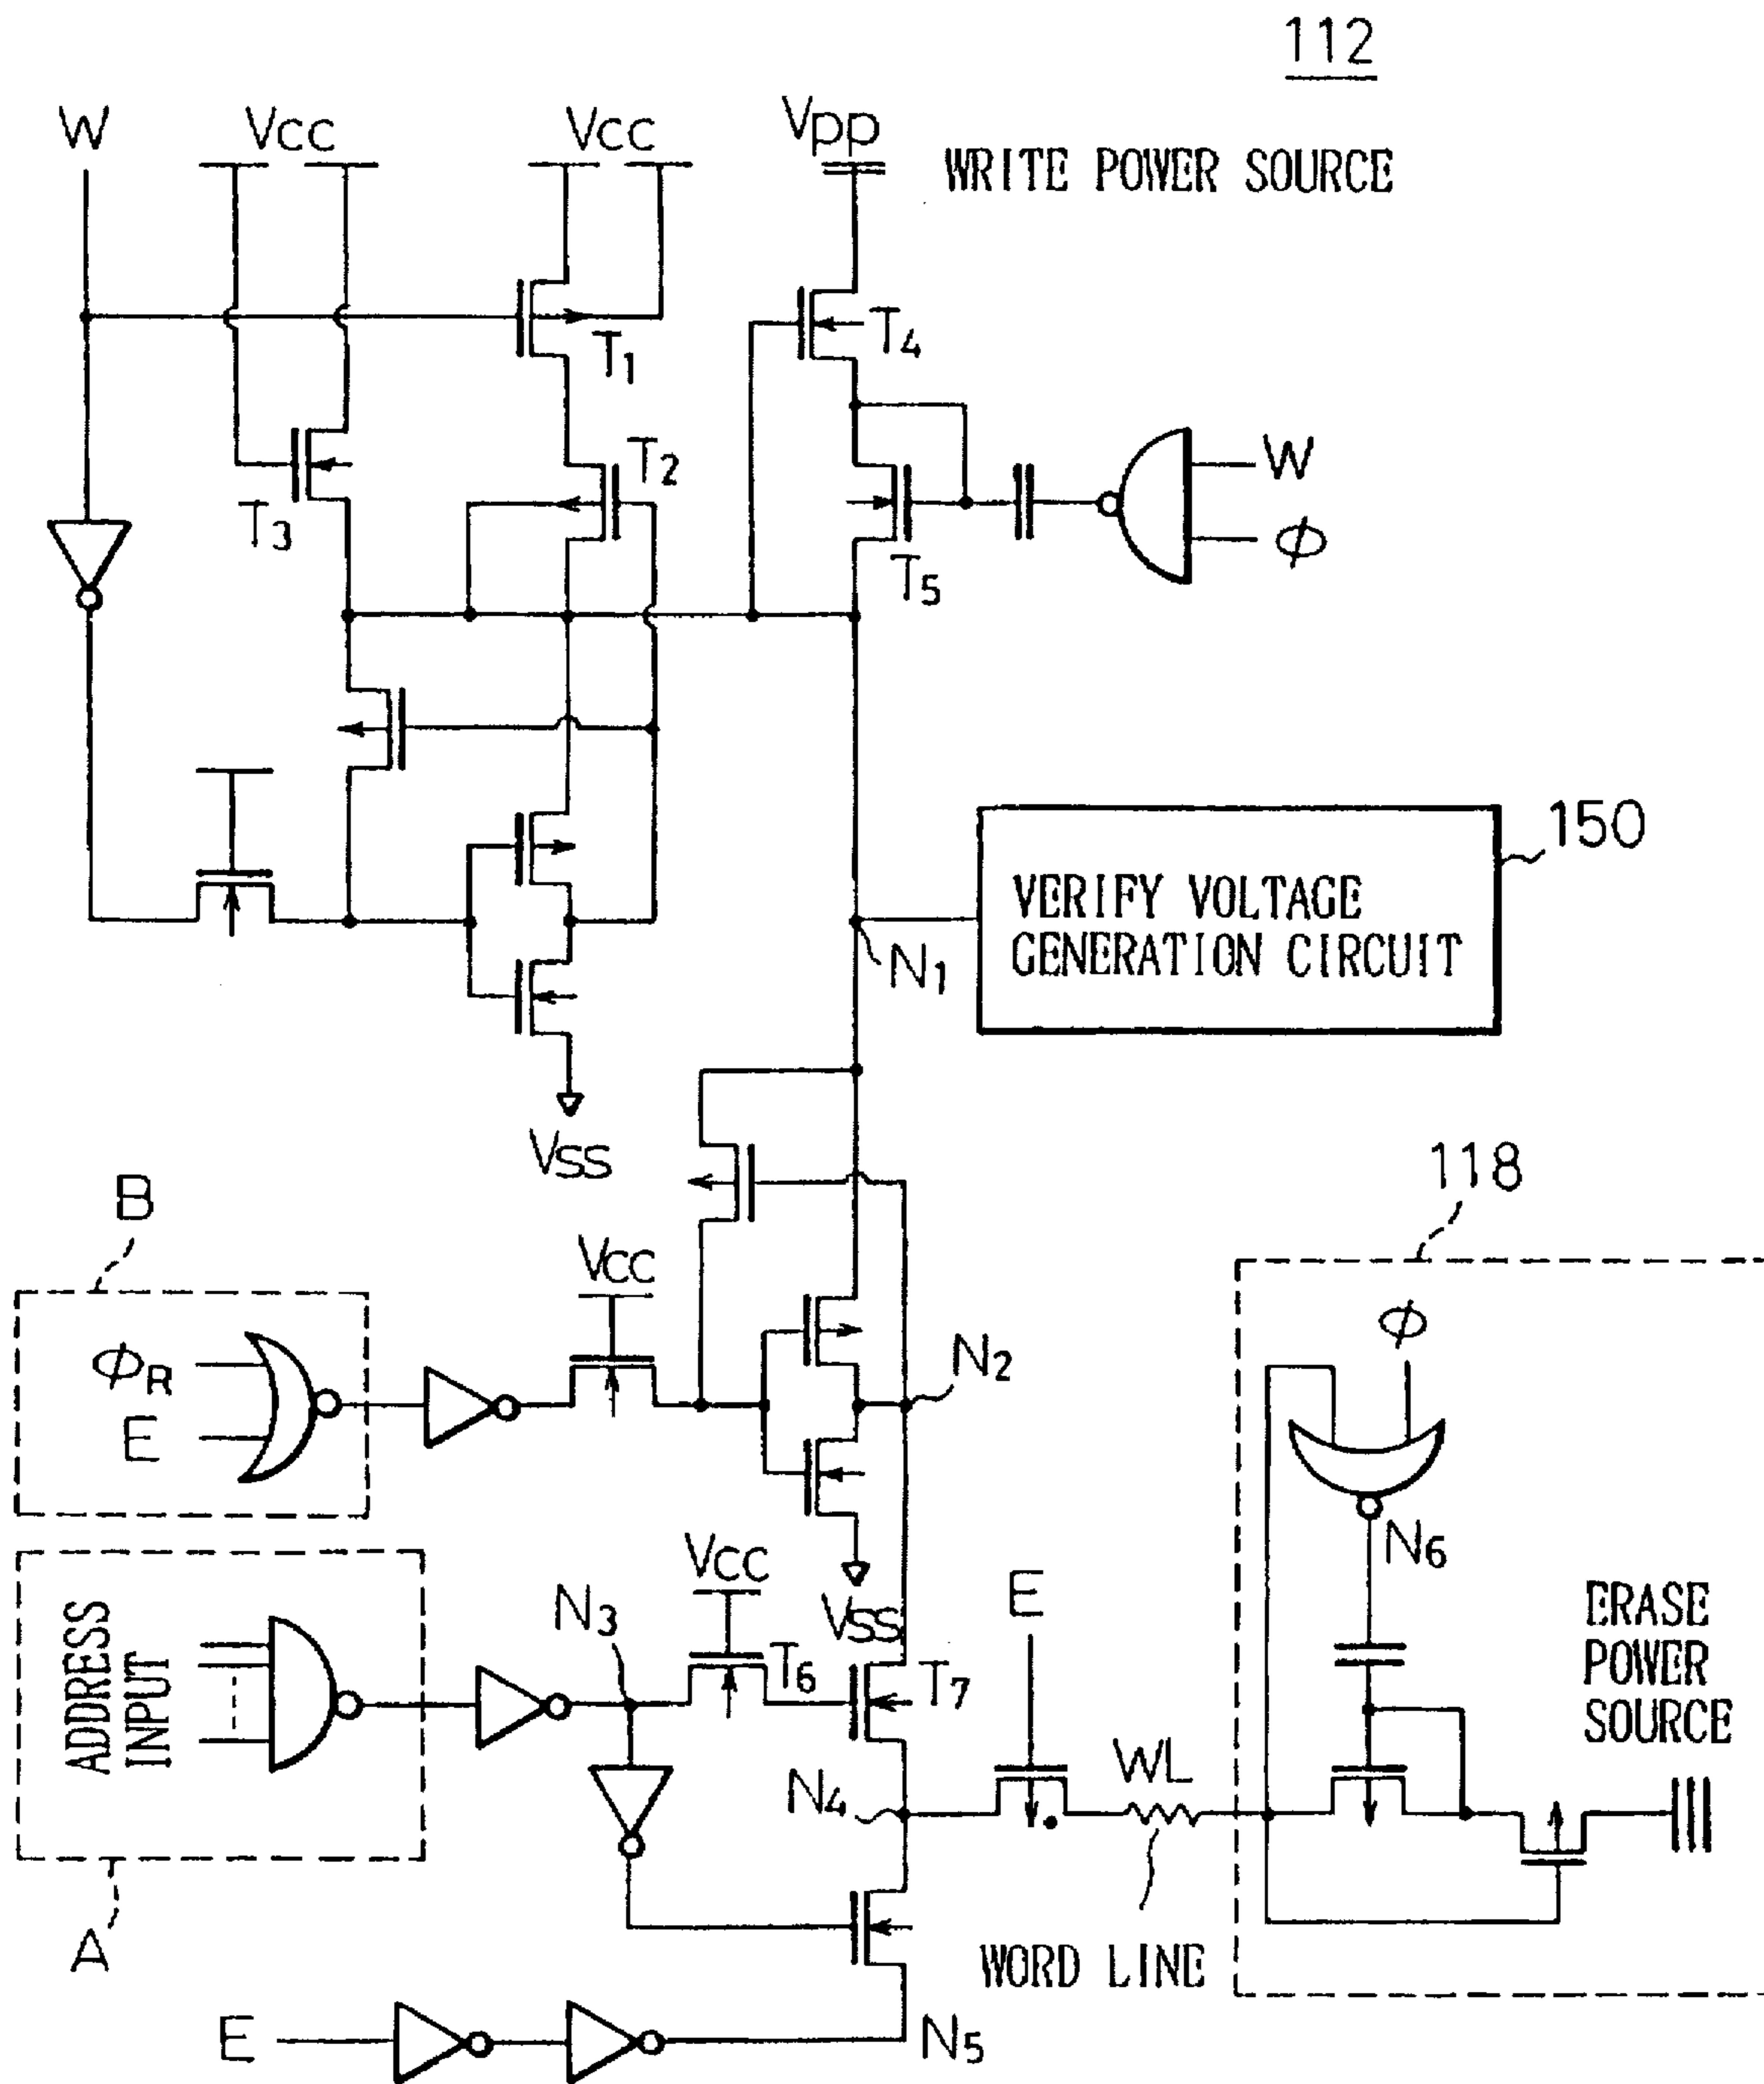 112
W
Vcc
Vcc
Vpp
WRITE POWER SOURCE
T1
T4
T2
T3
W
ϕ
T5
150
VERIFY VOLTAGE
GENERATION CIRCUIT
N1
VSS
B
118
VCC
ϕ
ϕR
E
N2
N6
VCC
VSS
E
N3
ADDRESS
INPUT
T6
T7
ERASE
POWER
SOURCE
WL
N4
A
WORD LINE
E
N5